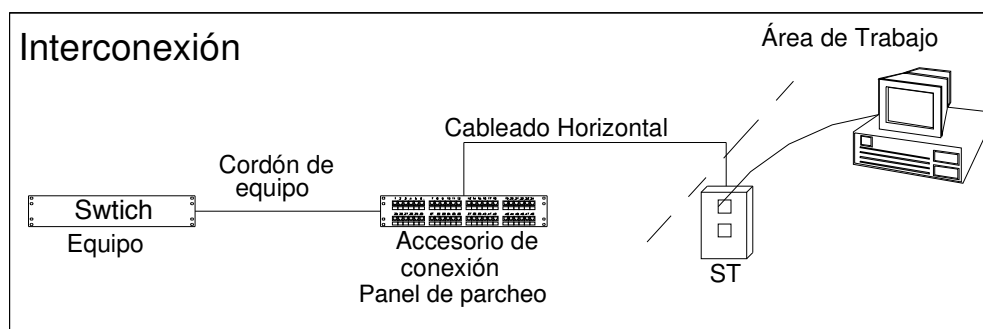 Interconexión
Área de Trabajo
Cableado Horizontal
Cordón de
equipo
Swtich
Equipo
Accesorio de
conexión
Panel de parcheo
ST